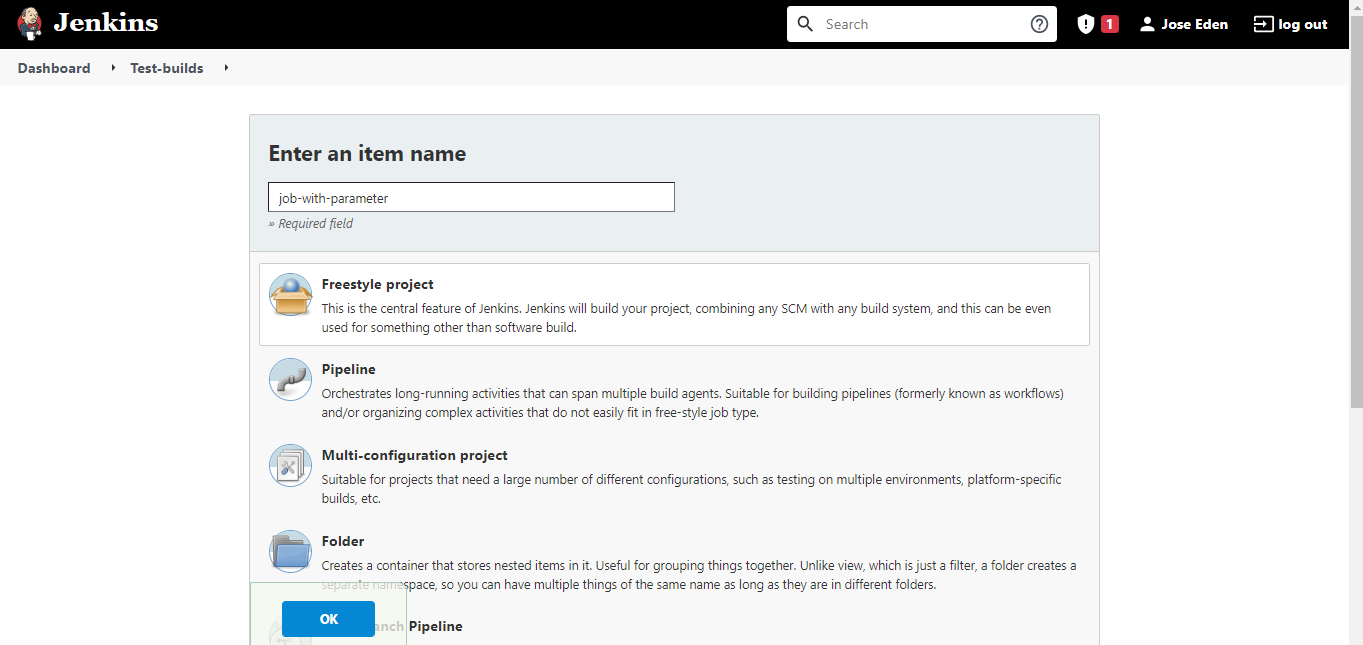 Jenkins
Search
1
Jose Eden
log out
Dashboard
Test-builds
Enter an item name
job-with-parameter
» Required field
Freestyle project
This is the central feature of Jenkins. Jenkins will build your project, combining any SCM with any build system, and this can be even
used for something other than software build.
Pipeline
Orchestrates long-running activities that can span multiple build agents. Suitable for building pipelines (formerly known as workflows)
and/or organizing complex activities that do not easily fit in free-style job type.
Multi-configuration project
Suitable for projects that need a large number of different configurations, such as testing on multiple environments, platform-specific
builds, etc.
Folder
Creates a container that stores nested items in it. Useful for grouping things together. Unlike view, which is just a filter, a folder creates a
separate namespace, so you can have multiple things of the same name as long as they are in different folders.
OK
Pipeline